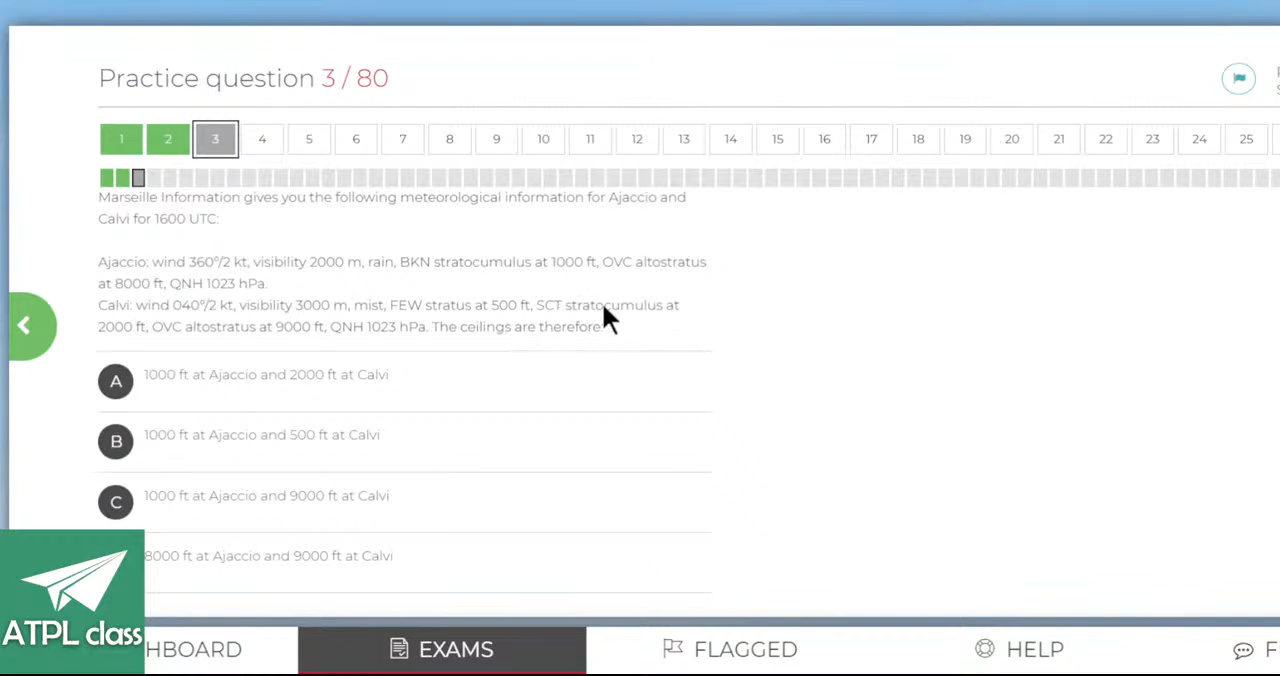 Practice question 3 / 80
1 2 3 4 5 6 7 8 9 10 11 12 13 14 15 16 17 18 19 20 21 22 23 24 25
Marseille Information gives you the following meteorological information for Ajaccio and
Calvi for 1600 UTC:
Ajaccio: wind 360°/2 kt, visibility 2000 m, rain, BKN stratocumulus at 1000 ft, OVC altostratus
at 8000 ft, QNH 1023 hPa.
Calvi: wind 040°/2 kt, visibility 3000 m, mist, FEW stratus at 500 ft, SCT stratocumulus at
2000 ft, OVC altostratus at 9000 ft, QNH 1023 hPa. The ceilings are therefore:
A 1000 ft at Ajaccio and 2000 ft at Calvi
B 1000 ft at Ajaccio and 500 ft at Calvi
C 1000 ft at Ajaccio and 9000 ft at Calvi
8000 ft at Ajaccio and 9000 ft at Calvi
ATPL class
HBOARD EXAMS FLAGGED HELP